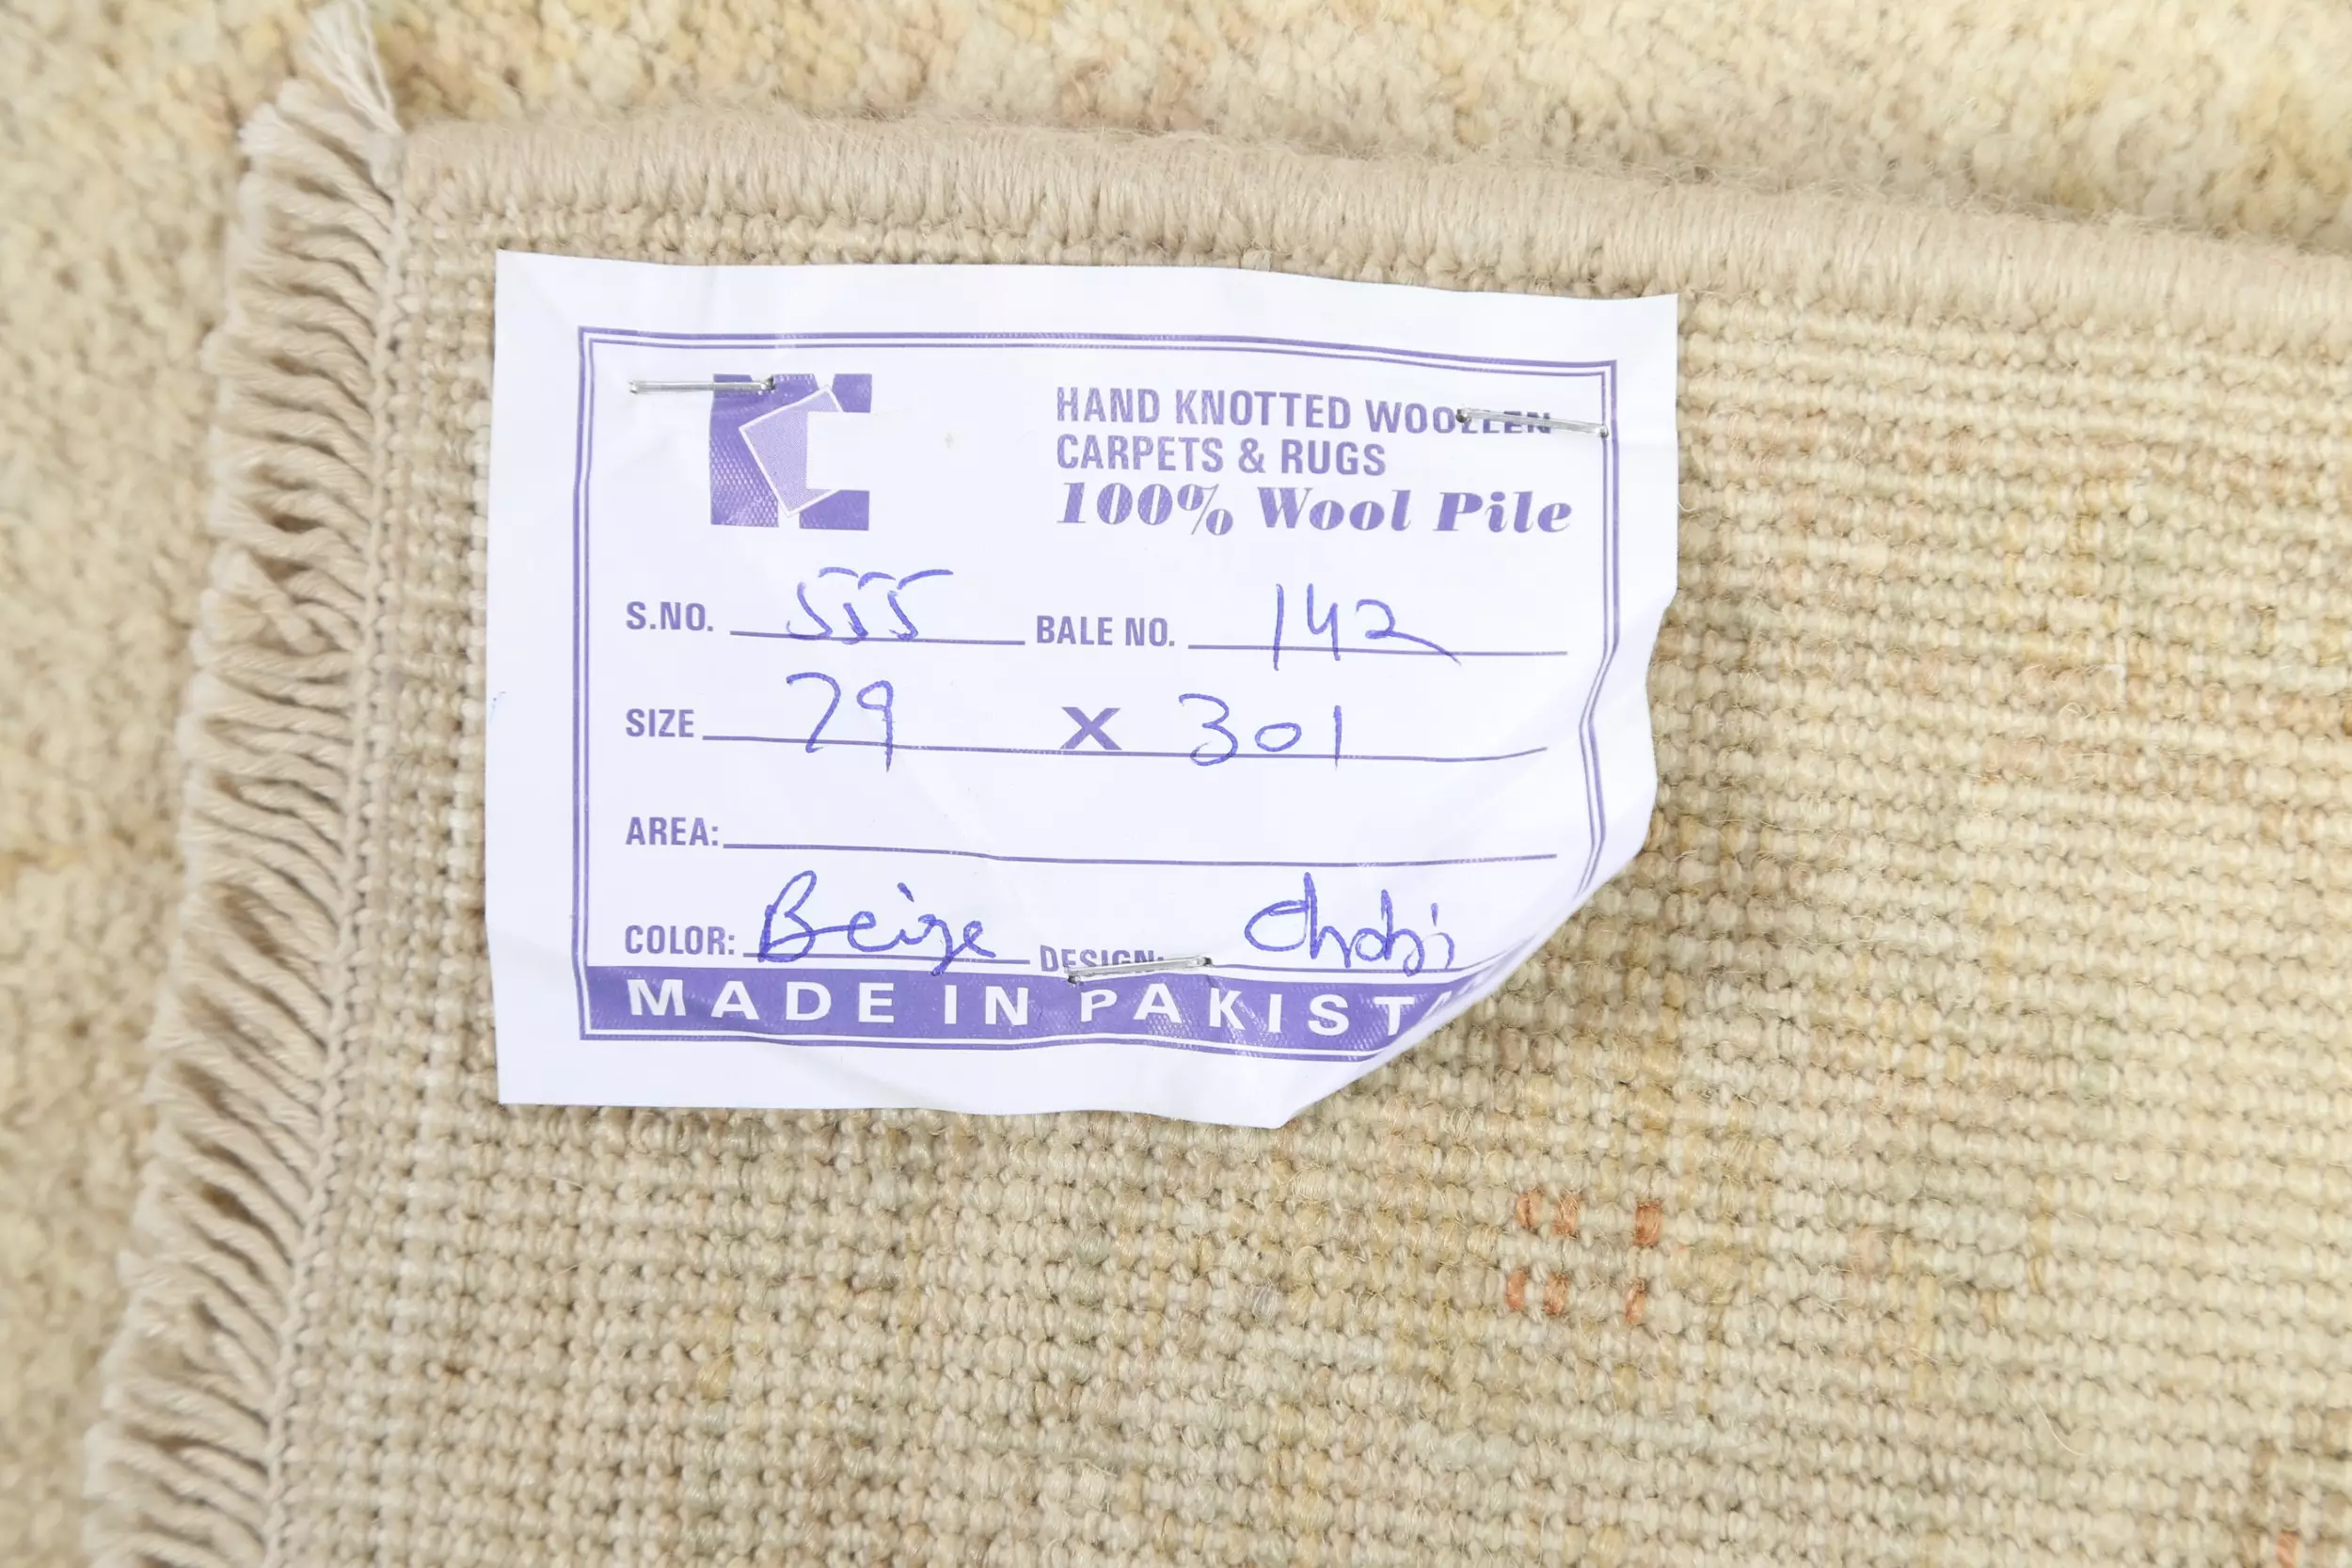 HAND KNOTTED WOOLLEN
CARPETS & RUGS
100% Wool Pile
S.NO. 555 BALE NO. 142
SIZE 79 X 301
AREA:
COLOR: Beige DESIGN: Chobi
MADE IN PAKISTA